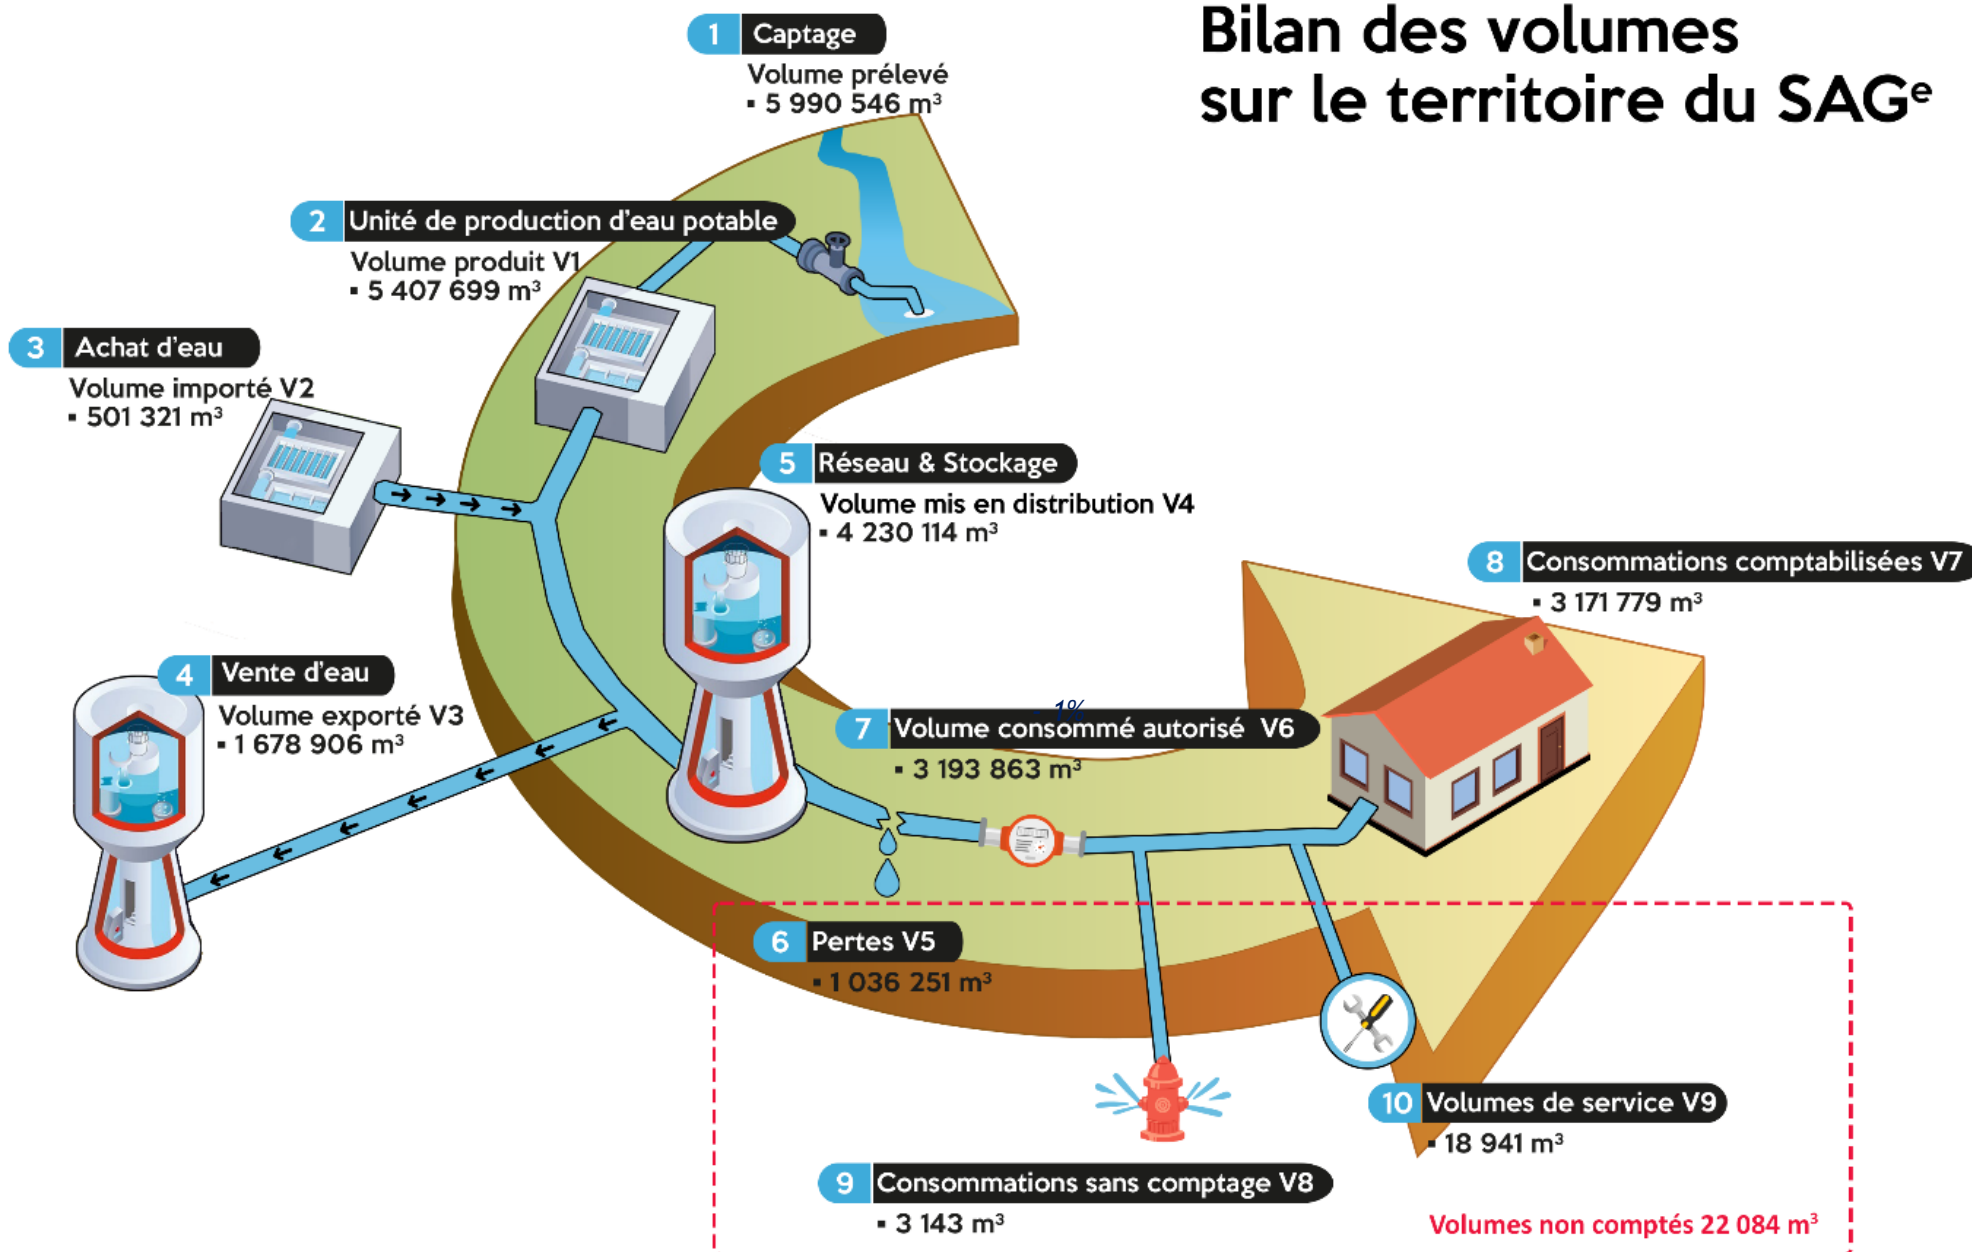 Bilan des volumes
sur le territoire du SAGe
1 Captage
Volume prélevé
▪ 5 990 546 m³
2 Unité de production d'eau potable
Volume produit V1
▪ 5 407 699 m³
3 Achat d'eau
Volume importé V2
▪ 501 321 m³
4 Vente d'eau
Volume exporté V3
▪ 1 678 906 m³
5 Réseau & Stockage
Volume mis en distribution V4
▪ 4 230 114 m³
6 Pertes V5
▪ 1 036 251 m³
1%
7 Volume consommé autorisé V6
▪ 3 193 863 m³
8 Consommations comptabilisées V7
▪ 3 171 779 m³
9 Consommations sans comptage V8
▪ 3 143 m³
10 Volumes de service V9
▪ 18 941 m³
Volumes non comptés 22 084 m³